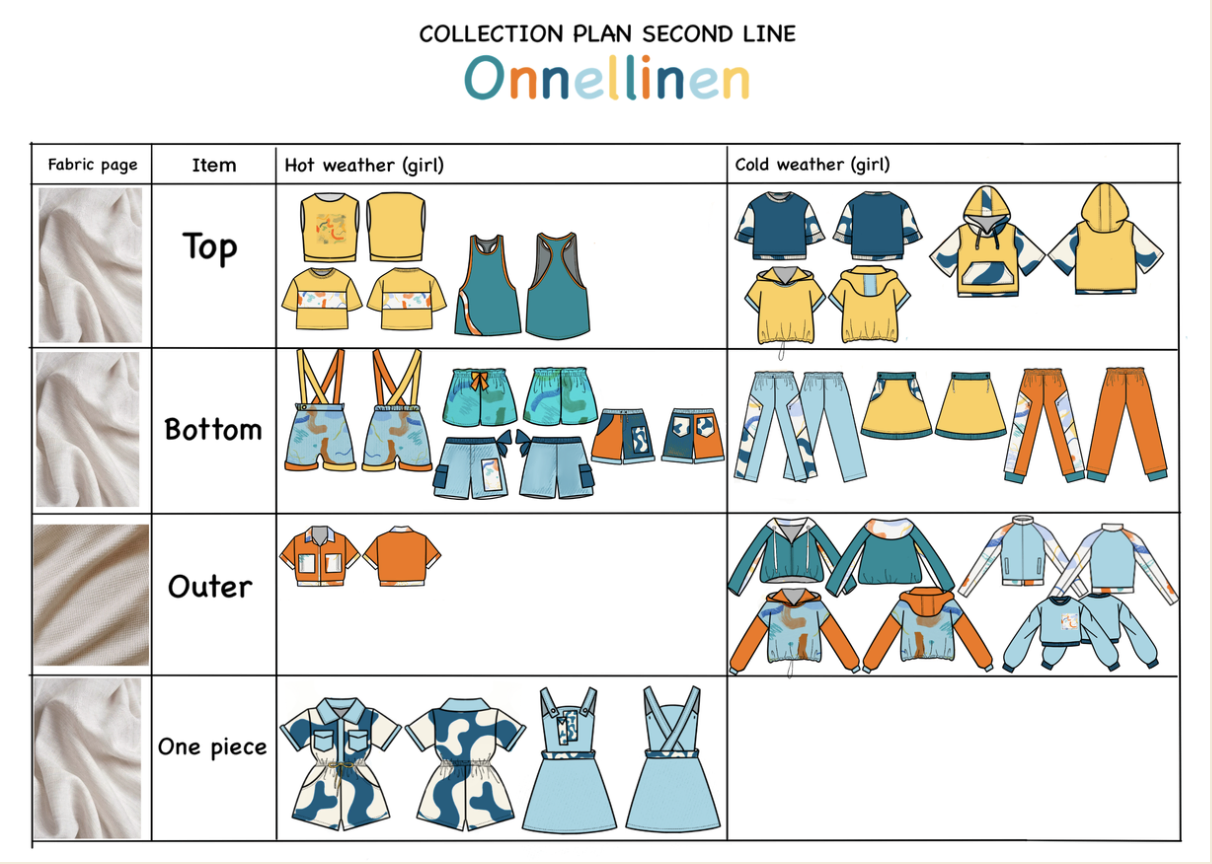 COLLECTION PLAN SECOND LINE
Onnellinen
Fabric page
Item
Hot weather (girl)
Cold weather (girl)
Top
Bottom
Outer
One piece